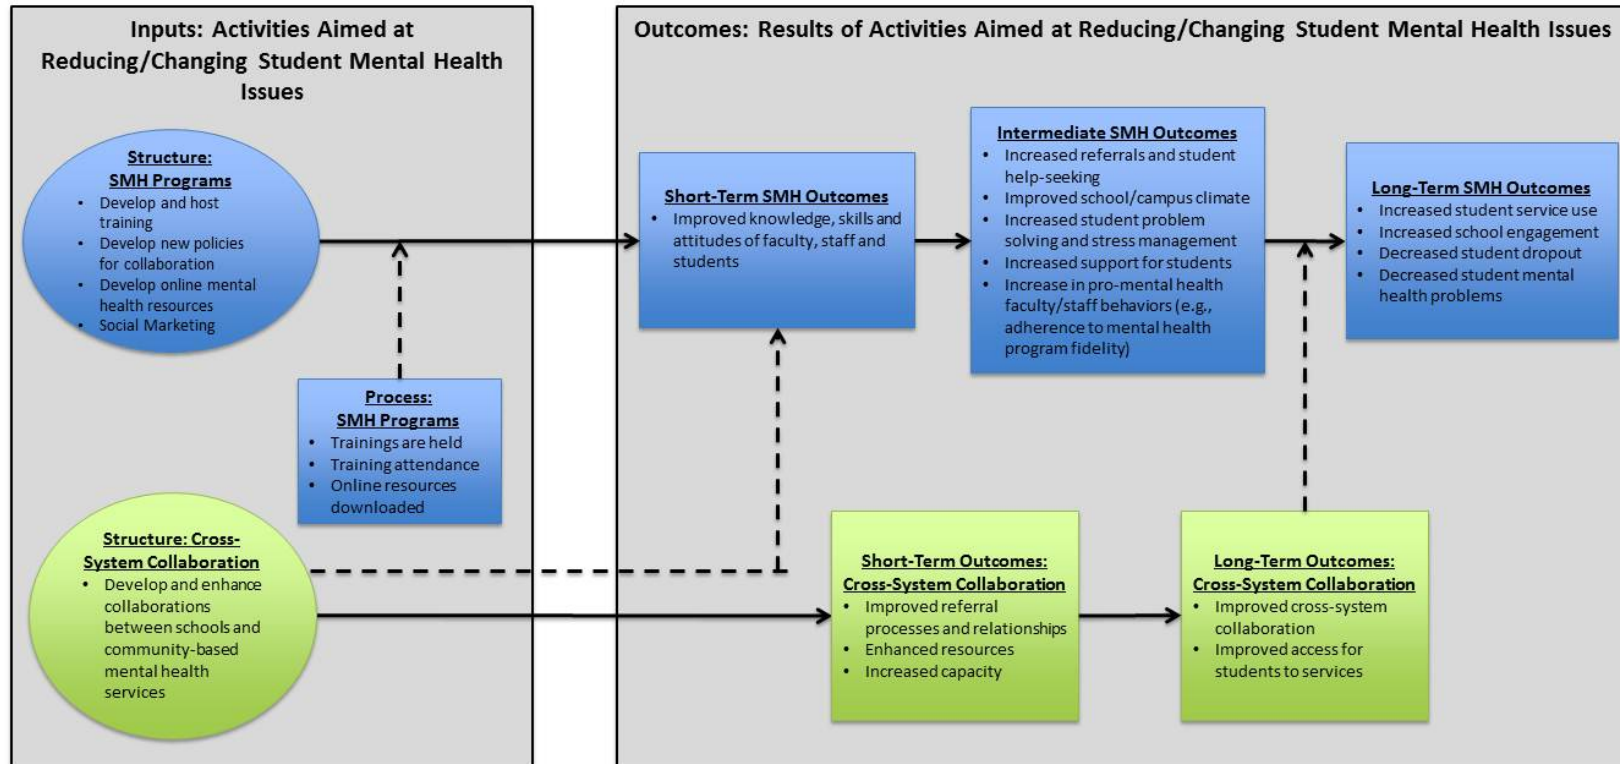 Inputs: Activities Aimed at
Reducing/Changing Student Mental Health
Issues
Structure:
SMH Programs
• Develop and host
training
• Develop new policies
for collaboration
• Develop online mental
health resources
• Social Marketing
Process:
SMH Programs
• Trainings are held
• Training attendance
• Online resources
downloaded
Structure: Cross-
System Collaboration
• Develop and enhance
collaborations
between schools and
community-based
mental health
services
Outcomes: Results of Activities Aimed at Reducing/Changing Student Mental Health Issues
Short-Term SMH Outcomes
• Improved knowledge, skills and
attitudes of faculty, staff and
students
Intermediate SMH Outcomes
• Increased referrals and student
help-seeking
• Improved school/campus climate
• Increased student problem
solving and stress management
• Increased support for students
• Increase in pro-mental health
faculty/staff behaviors (e.g.,
adherence to mental health
program fidelity)
Long-Term SMH Outcomes
• Increased student service use
• Increased school engagement
• Decreased student dropout
• Decreased student mental
health problems
Short-Term Outcomes:
Cross-System Collaboration
• Improved referral
processes and relationships
• Enhanced resources
• Increased capacity
Long-Term Outcomes:
Cross-System Collaboration
• Improved cross-system
collaboration
• Improved access for
students to services